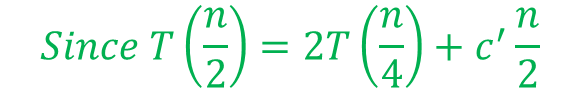 Since T(n/2) = 2T(n/4) + c' n/2